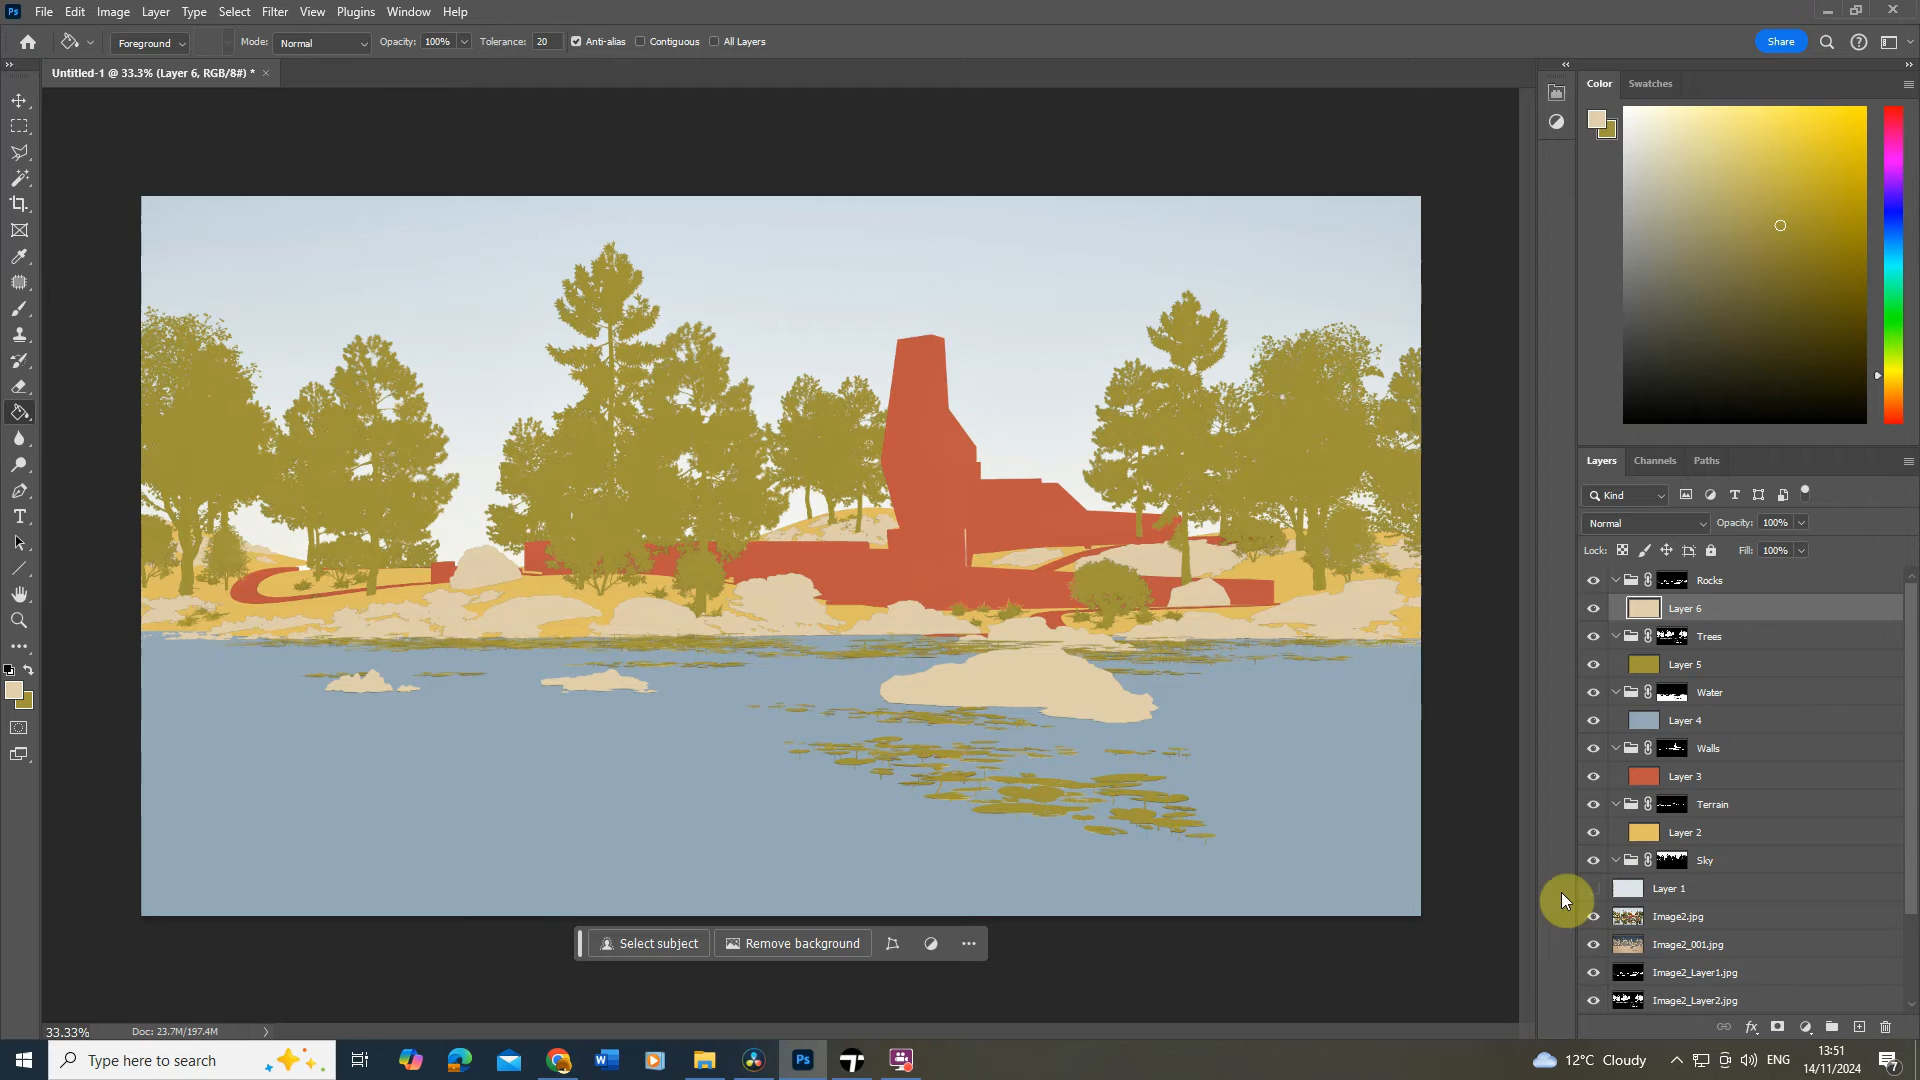 Ps File Edit Image Layer Type Select Filter View Plugins Window Help
Foreground Mode: Normal Opacity: 100% Tolerance: 20 Anti-alias Contiguous All Layers Share
Untitled-1 @ 33.3% (Layer 6, RGB/8#) *
Color Swatches
Layers Channels Paths
Kind
Normal Opacity: 100%
Lock: Fill: 100%
Rocks
Layer 6
Trees
Layer 5
Water
Layer 4
Walls
Layer 3
Terrain
Layer 2
Sky
Layer 1
Image2.jpg
Image2_001.jpg
Image2_Layer1.jpg
Image2_Layer2.jpg
Select subject Remove background
33.33% Doc: 23.7M/197.4M
Type here to search
12°C Cloudy
ENG
13:51
14/11/2024
7